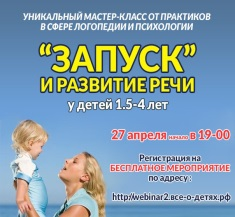 УНИКАЛЬНЫЙ МАСТЕР-КЛАСС ОТ ПРАКТИКОВ
В СФЕРЕ ЛОГОПЕДИИ И ПСИХОЛОГИИ
“ЗАПУСК”
И РАЗВИТИЕ РЕЧИ
у детей 1.5-4 лет
27 апреля начало в 19-00
Регистрация на
БЕСПЛАТНОЕ МЕРОПРИЯТИЕ
по адресу :
http:/webinar2.все-о-детях.рф